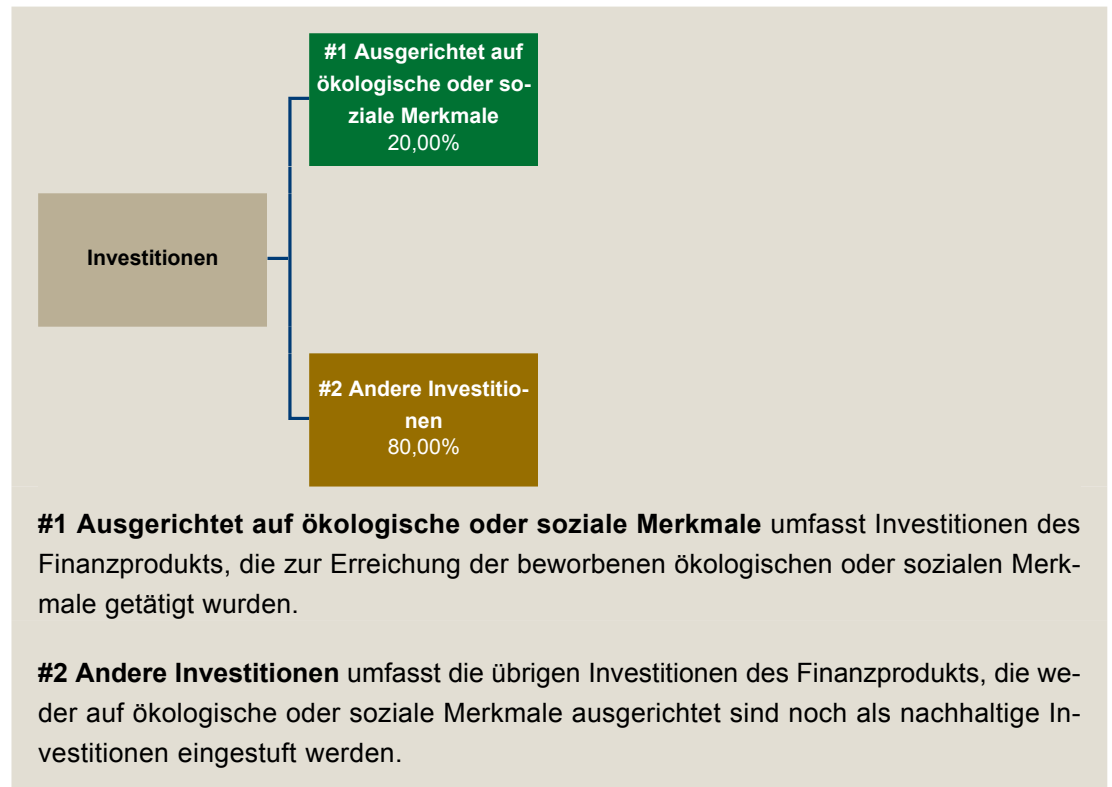 #1 Ausgerichtet auf
ökologische oder so-
ziale Merkmale
20,00%
Investitionen
#2 Andere Investitio-
nen
80,00%
#1 Ausgerichtet auf ökologische oder soziale Merkmale umfasst Investitionen des
Finanzprodukts, die zur Erreichung der beworbenen ökologischen oder sozialen Merk-
male getätigt wurden.
#2 Andere Investitionen umfasst die übrigen Investitionen des Finanzprodukts, die we-
der auf ökologische oder soziale Merkmale ausgerichtet sind noch als nachhaltige In-
vestitionen eingestuft werden.